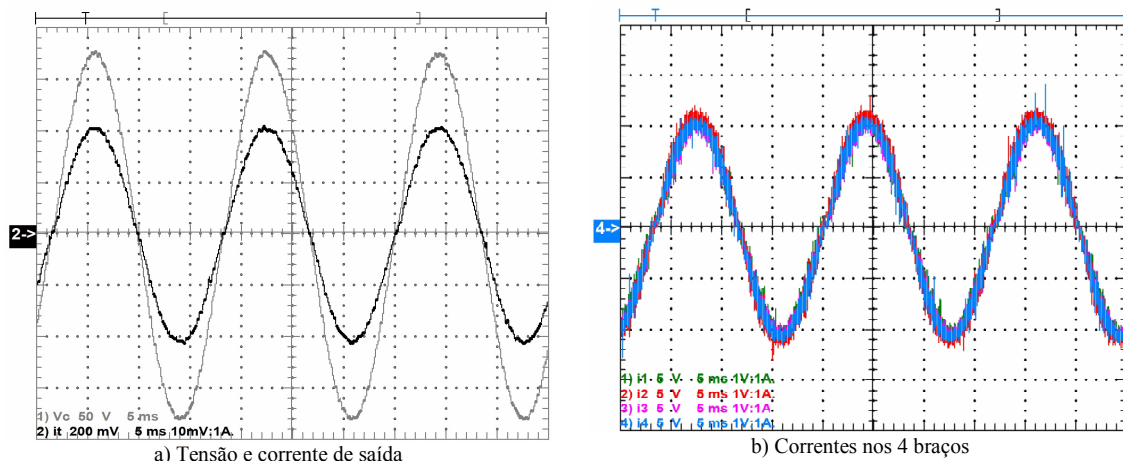 2->
1) Vc 50 V 5 ms
2) it 200 mV 5 ms 10mV:1A.
a) Tensão e corrente de saída
4->
1) i1 5 V 5 ms 1V:1A.
2) i2 5 V 5 ms 1V:1A.
3) i3 5 V 5 ms 1V:1A.
4) i4 5 V 5 ms 1V:1A.
b) Correntes nos 4 braços